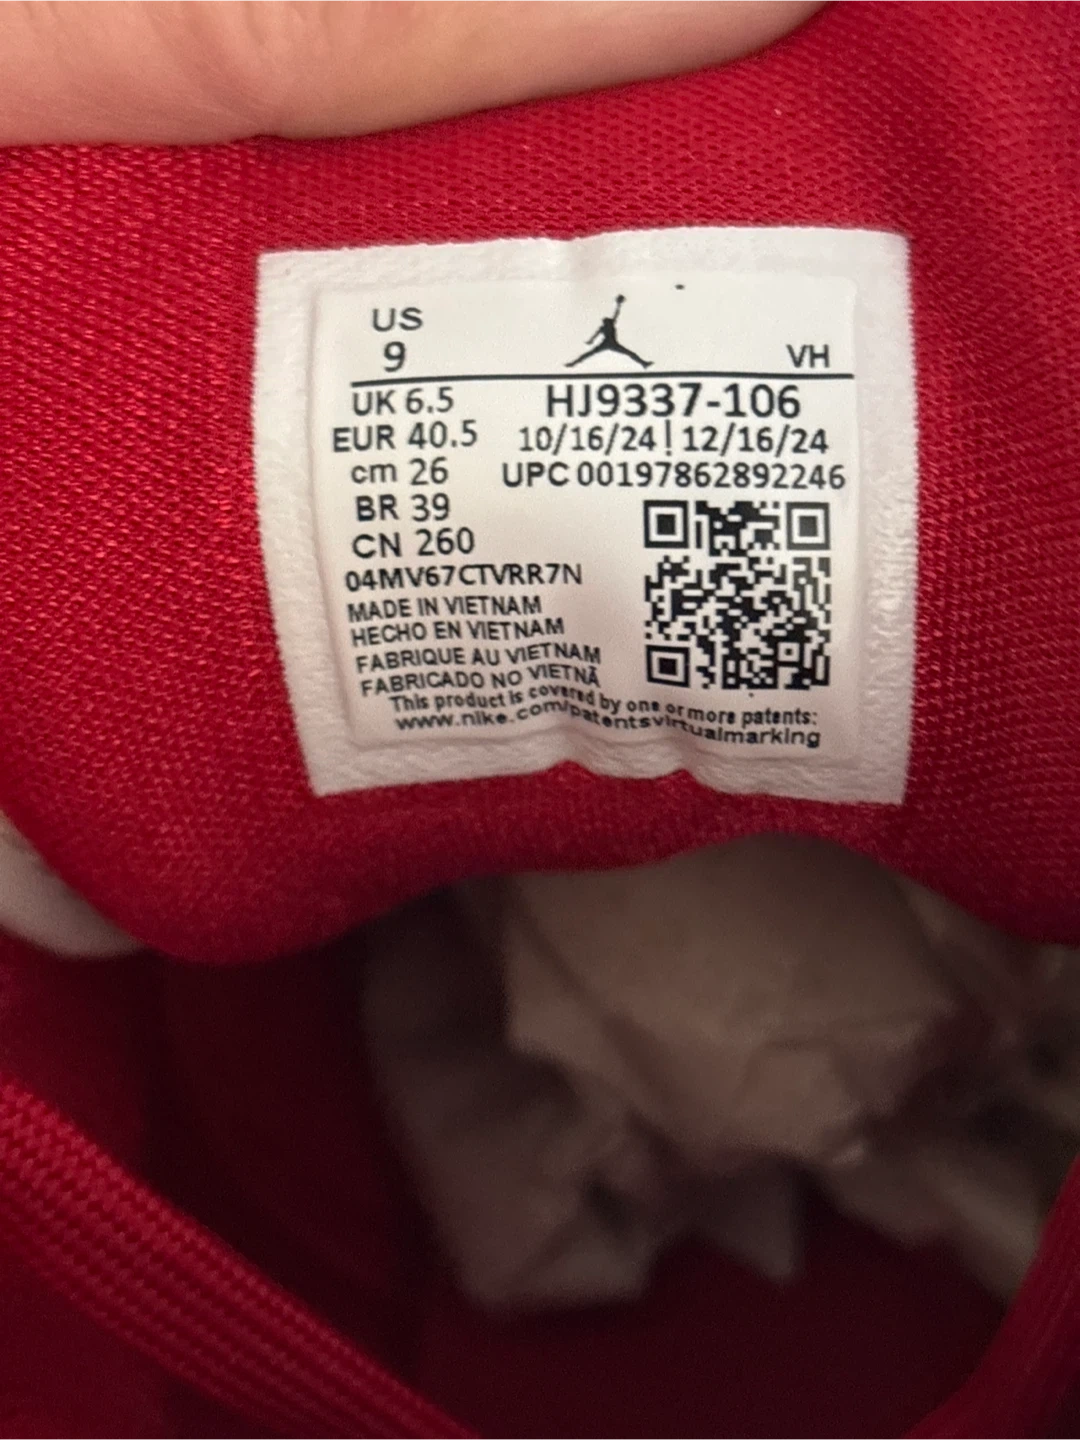 US
9
VH
UK 6.5
HJ9337-106
EUR 40.5
10/16/24 | 12/16/24
cm 26
UPC 00197862892246
BR 39
CN 260
04MV67CTVRR7N
MADE IN VIETNAM
HECHO EN VIETNAM
FABRIQUE AU VIETNAM
FABRICADO NO VIETNÃ
This product is covered by one or more patents:
www.nike.com/patentsvirtualmarking